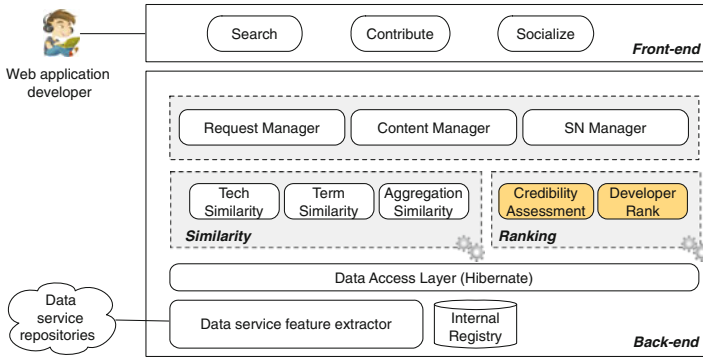 Search
Contribute
Socialize
Front-end
Web application
developer
Request Manager
Content Manager
SN Manager
Tech
Similarity
Term
Similarity
Aggregation
Similarity
Similarity
Credibility
Assessment
Developer
Rank
Ranking
Data Access Layer (Hibernate)
Data
service
repositories
Data service feature extractor
Internal
Registry
Back-end